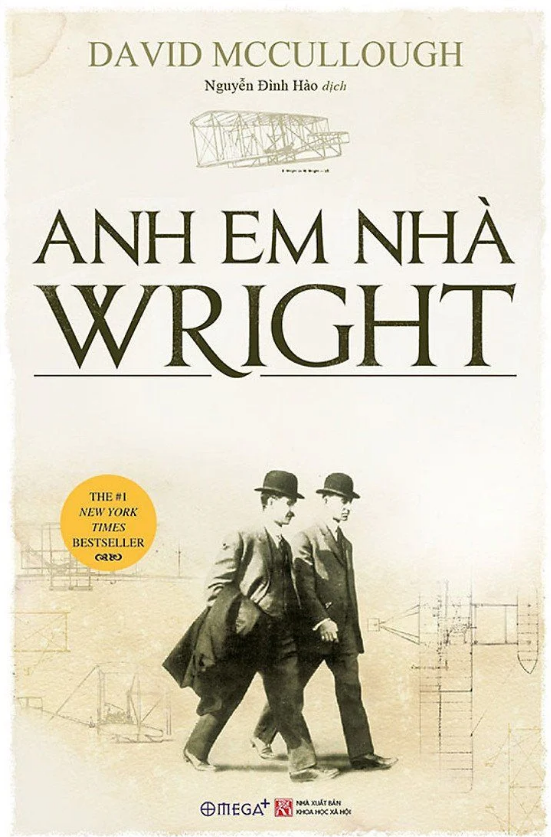 DAVID MCCULLOUGH
Nguyễn Đình Hào dịch
ANH EM NHÀ
WRIGHT
THE #1
NEW YORK
TIMES
BESTSELLER
OMEGA+
NHÀ XUẤT BẢN
KHOA HỌC XÃ HỘI